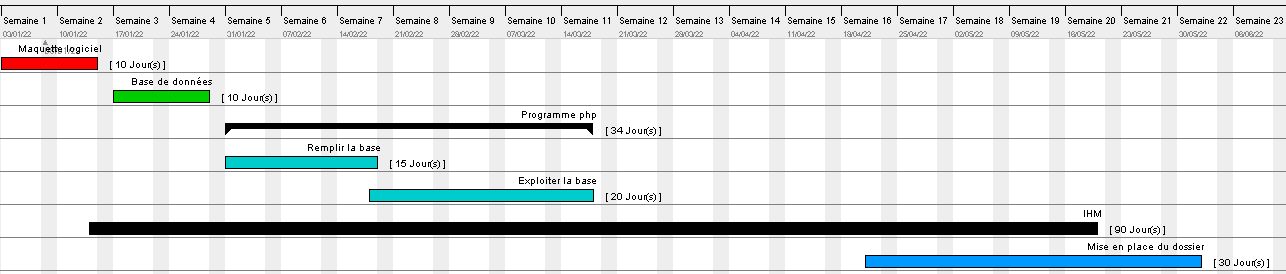 Semaine 1 Semaine 2 Semaine 3 Semaine 4 Semaine 5 Semaine 6 Semaine 7 Semaine 8 Semaine 9 Semaine 10 Semaine 11 Semaine 12 Semaine 13 Semaine 14 Semaine 15 Semaine 16 Semaine 17 Semaine 18 Semaine 19 Semaine 20 Semaine 21 Semaine 22 Semaine 23
03/01/22 10/01/22 17/01/22 24/01/22 31/01/22 07/02/22 14/02/22 21/02/22 28/02/22 07/03/22 14/03/22 21/03/22 28/03/22 04/04/22 11/04/22 18/04/22 25/04/22 02/05/22 09/05/22 16/05/22 23/05/22 30/05/22 06/06/22
Maquette logiciel
[ 10 Jour(s) ]
Base de données
[ 10 Jour(s) ]
Programme php
[ 34 Jour(s) ]
Remplir la base
[ 15 Jour(s) ]
Exploiter la base
[ 20 Jour(s) ]
IHM
[ 90 Jour(s) ]
Mise en place du dossier
[ 30 Jour(s) ]